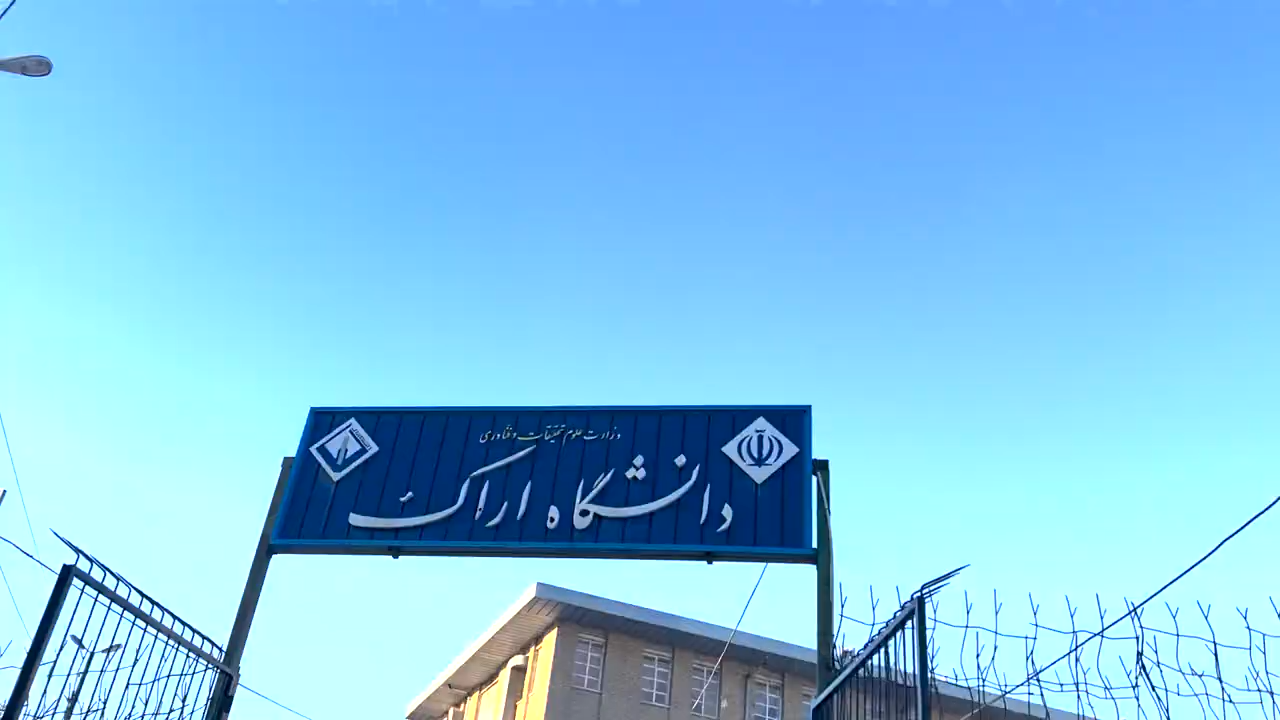 وزارت علوم تحقیقات و فناوری
دانشگاه اراک